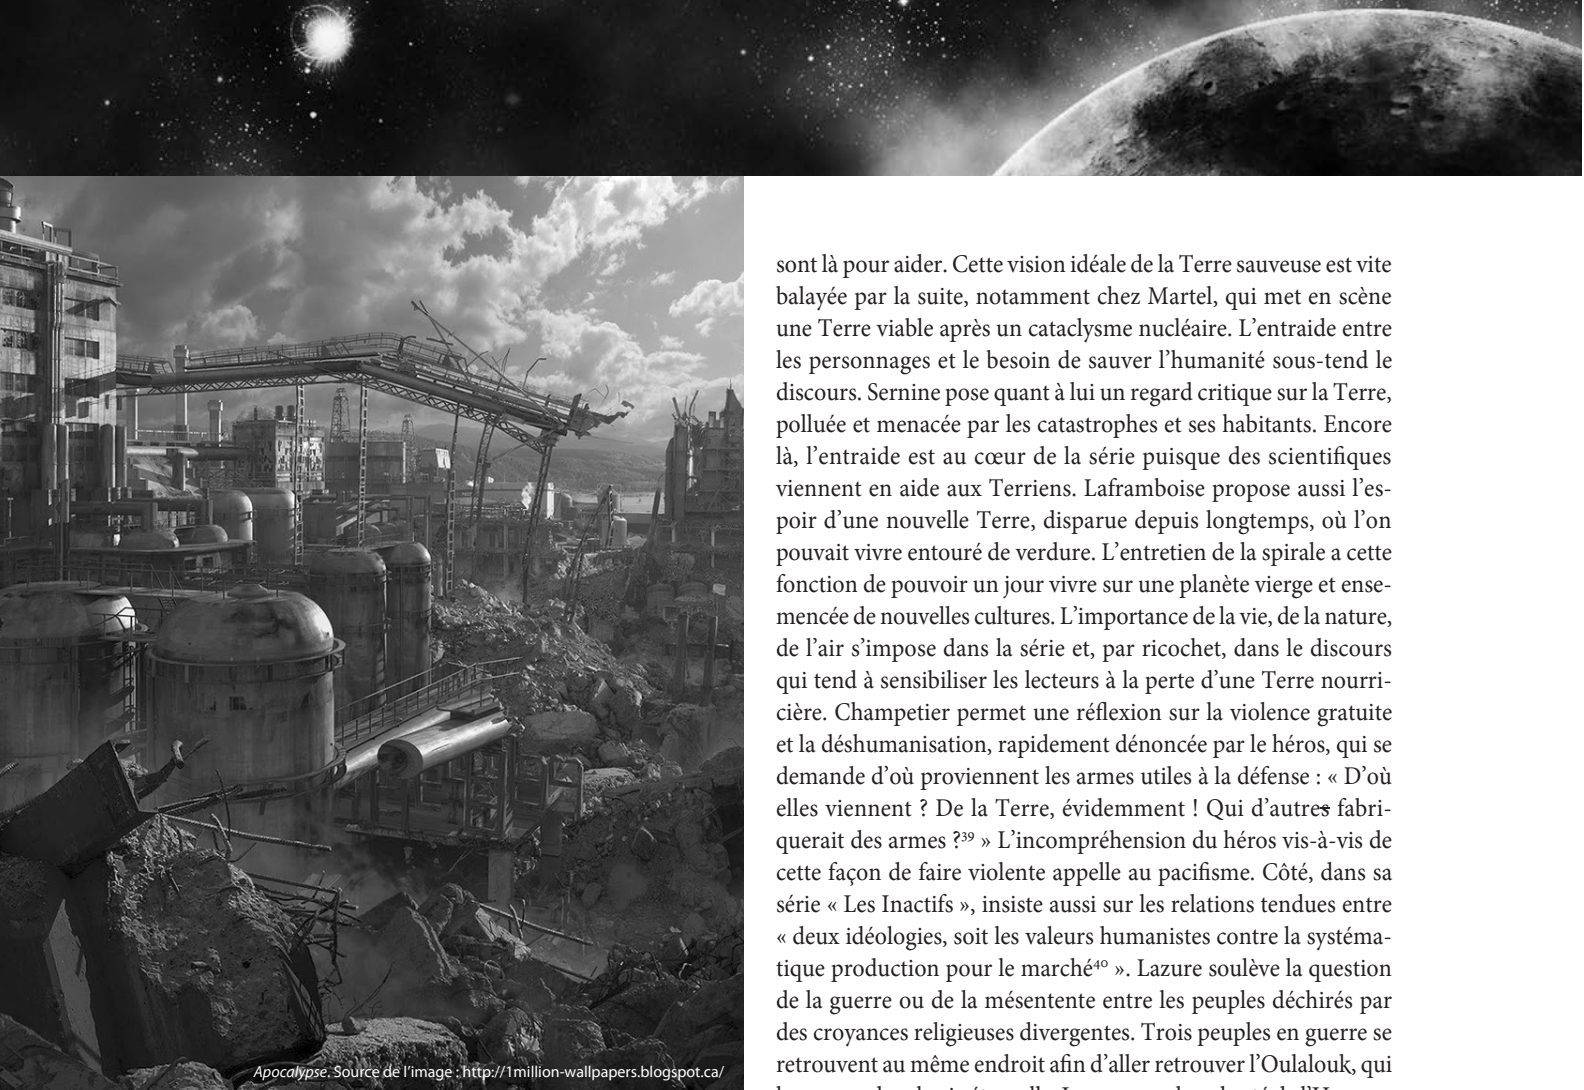 sont là pour aider. Cette vision idéale de la Terre sauveuse est vite
balayée par la suite, notamment chez Martel, qui met en scène
une Terre viable après un cataclysme nucléaire. L’entraide entre
les personnages et le besoin de sauver l’humanité sous-tend le
discours. Sernine pose quant à lui un regard critique sur la Terre,
polluée et menacée par les catastrophes et ses habitants. Encore
là, l’entraide est au cœur de la série puisque des scientifiques
viennent en aide aux Terriens. Laframboise propose aussi l’es-
poir d’une nouvelle Terre, disparue depuis longtemps, où l’on
pouvait vivre entouré de verdure. L’entretien de la spirale a cette
fonction de pouvoir un jour vivre sur une planète vierge et ense-
mencée de nouvelles cultures. L’importance de la vie, de la nature,
de l’air s’impose dans la série et, par ricochet, dans le discours
qui tend à sensibiliser les lecteurs à la perte d’une Terre nourri-
cière. Champetier permet une réflexion sur la violence gratuite
et la déshumanisation, rapidement dénoncée par le héros, qui se
demande d’où proviennent les armes utiles à la défense : « D’où
elles viennent ? De la Terre, évidemment ! Qui d’autres fabri-
querait des armes ?³⁹ » L’incompréhension du héros vis-à-vis de
cette façon de faire violente appelle au pacifisme. Côté, dans sa
série « Les Inactifs », insiste aussi sur les relations tendues entre
« deux idéologies, soit les valeurs humanistes contre la systéma-
tique production pour le marché⁴⁰ ». Lazure soulève la question
de la guerre ou de la mésentente entre les peuples déchirés par
des croyances religieuses divergentes. Trois peuples en guerre se
retrouvent au même endroit afin d’aller retrouver l’Oulalouk, qui
Apocalypse. Source de l’image : http://1million-wallpapers.blogspot.ca/